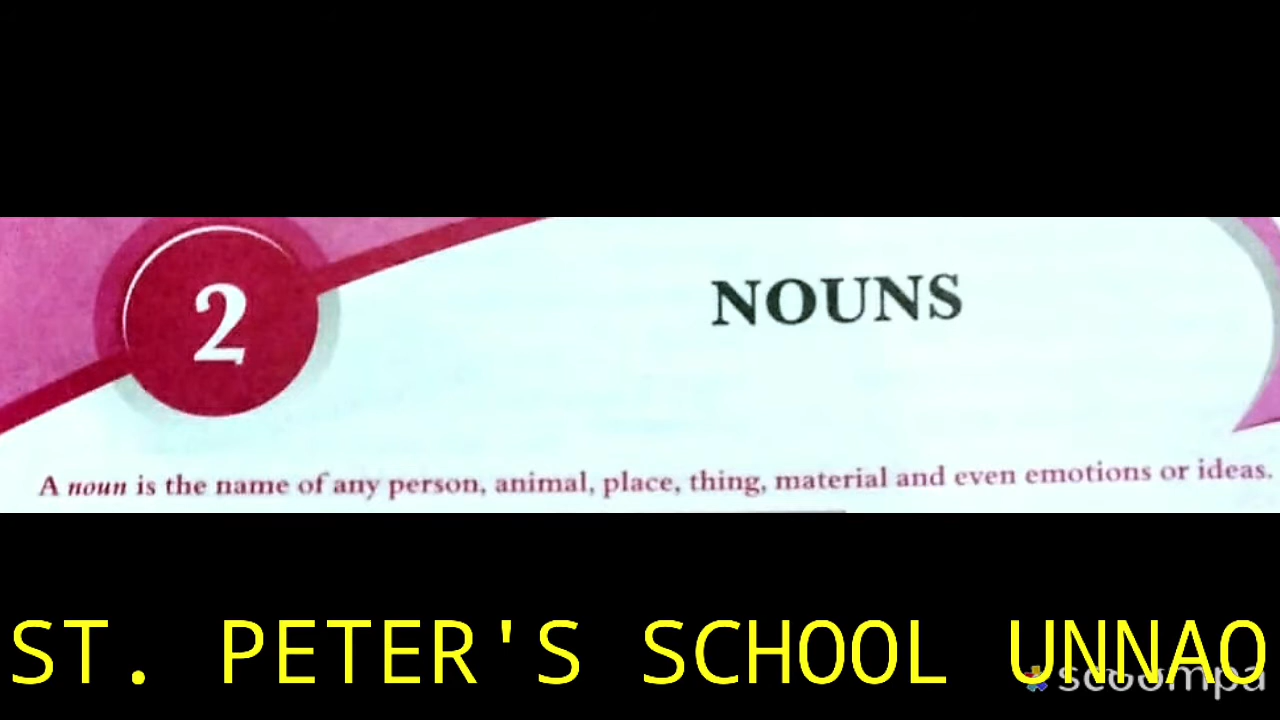 2
NOUNS
A noun is the name of any person, animal, place, thing, material and even emotions or ideas.
ST. PETER'S SCHOOL UNNAO
scoompa